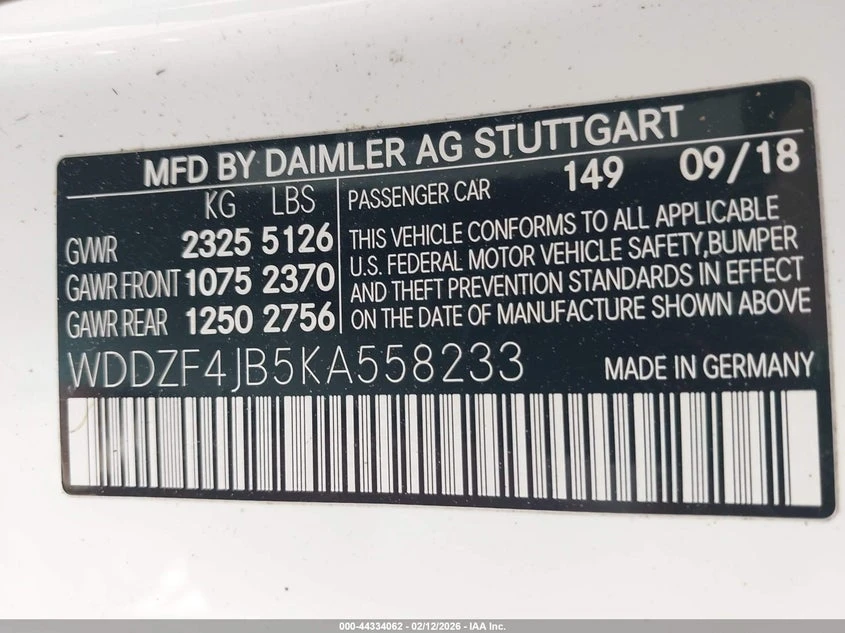 MFD BY DAIMLER AG STUTTGART
KG LBS
GVWR 2325 5126
GAWR FRONT 1075 2370
GAWR REAR 1250 2756
PASSENGER CAR 149 09/18
THIS VEHICLE CONFORMS TO ALL APPLICABLE
U.S. FEDERAL MOTOR VEHICLE SAFETY,BUMPER
AND THEFT PREVENTION STANDARDS IN EFFECT
ON THE DATE OF MANUFACTURE SHOWN ABOVE
WDDZF4JB5KA558233 MADE IN GERMANY
000-44334062 - 02/12/2026 - IAA Inc.